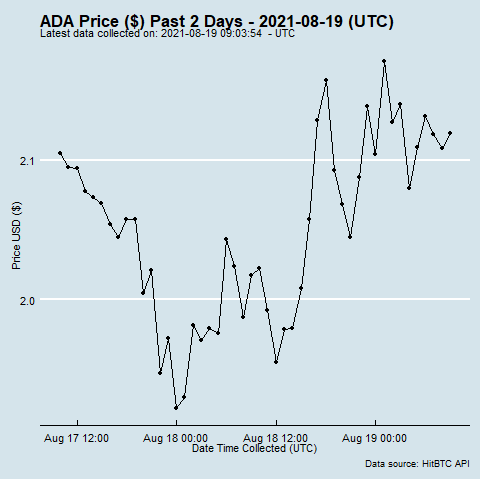 ADA Price ($) Past 2 Days - 2021-08-19 (UTC)
Latest data collected on: 2021-08-19 09:03:54 - UTC
Price USD ($)
2.1
2.0
Aug 17 12:00 Aug 18 00:00 Aug 18 12:00 Aug 19 00:00
Date Time Collected (UTC)
Data source: HitBTC API